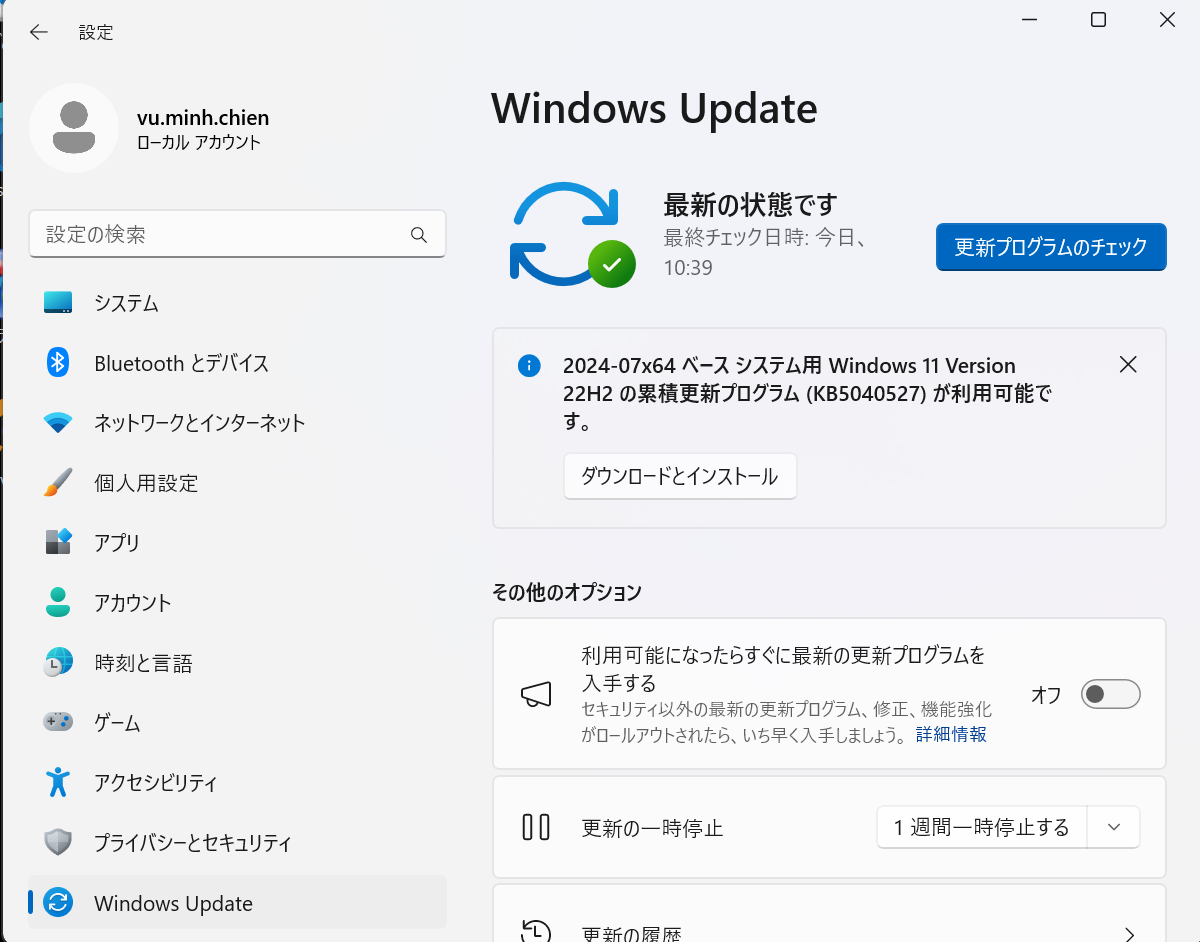 設定
vu.minh.chien
ローカル アカウント
設定の検索
システム
Bluetooth とデバイス
ネットワークとインターネット
個人用設定
アプリ
アカウント
時刻と言語
ゲーム
アクセシビリティ
プライバシーとセキュリティ
Windows Update
Windows Update
最新の状態です
最終チェック日時: 今日、
10:39
更新プログラムのチェック
2024-07x64 ベース システム用 Windows 11 Version
22H2 の累積更新プログラム (KB5040527) が利用可能で
す。
ダウンロードとインストール
その他のオプション
利用可能になったらすぐに最新の更新プログラムを
入手する
セキュリティ以外の最新の更新プログラム、修正、機能強化
がロールアウトされたら、いち早く入手しましょう。 詳細情報
オフ
更新の一時停止
1 週間一時停止する
更新の履歴